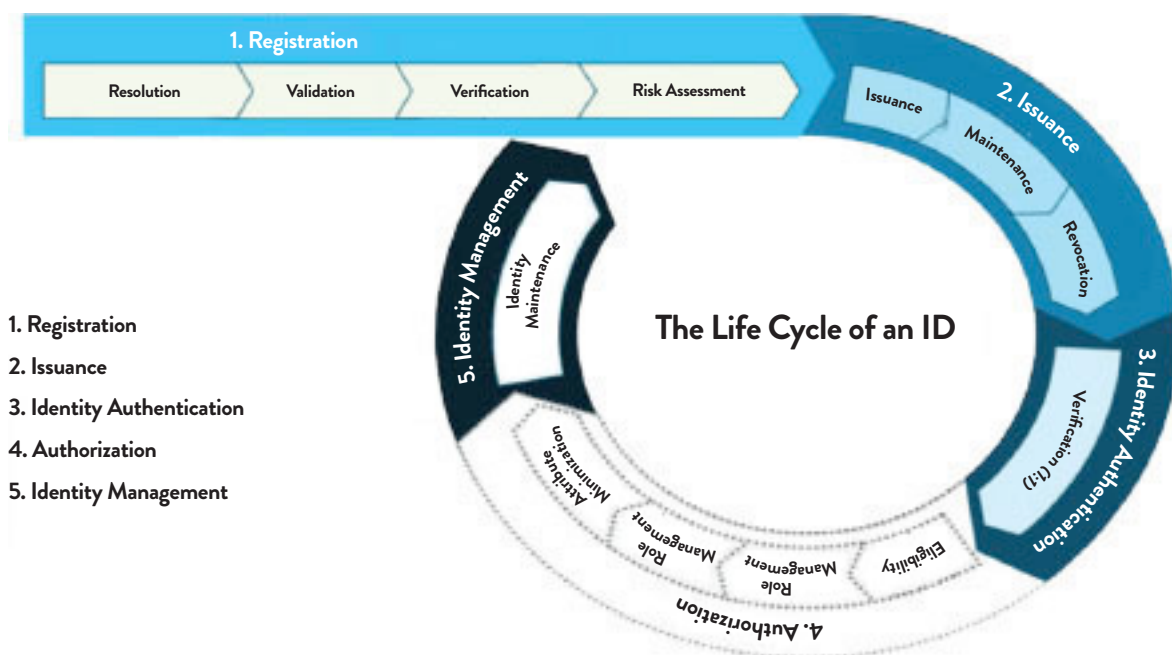 1. Registration
Resolution
Validation
Verification
Risk Assessment
2. Issuance
Issuance
Maintenance
Revocation
3. Identity Authentication
Verification (1:1)
4. Authorization
Eligibility
Role
Management
Role
Management
Attribute
Minimization
5. Identity Management
Identity
Maintenance
The Life Cycle of an ID
1. Registration
2. Issuance
3. Identity Authentication
4. Authorization
5. Identity Management